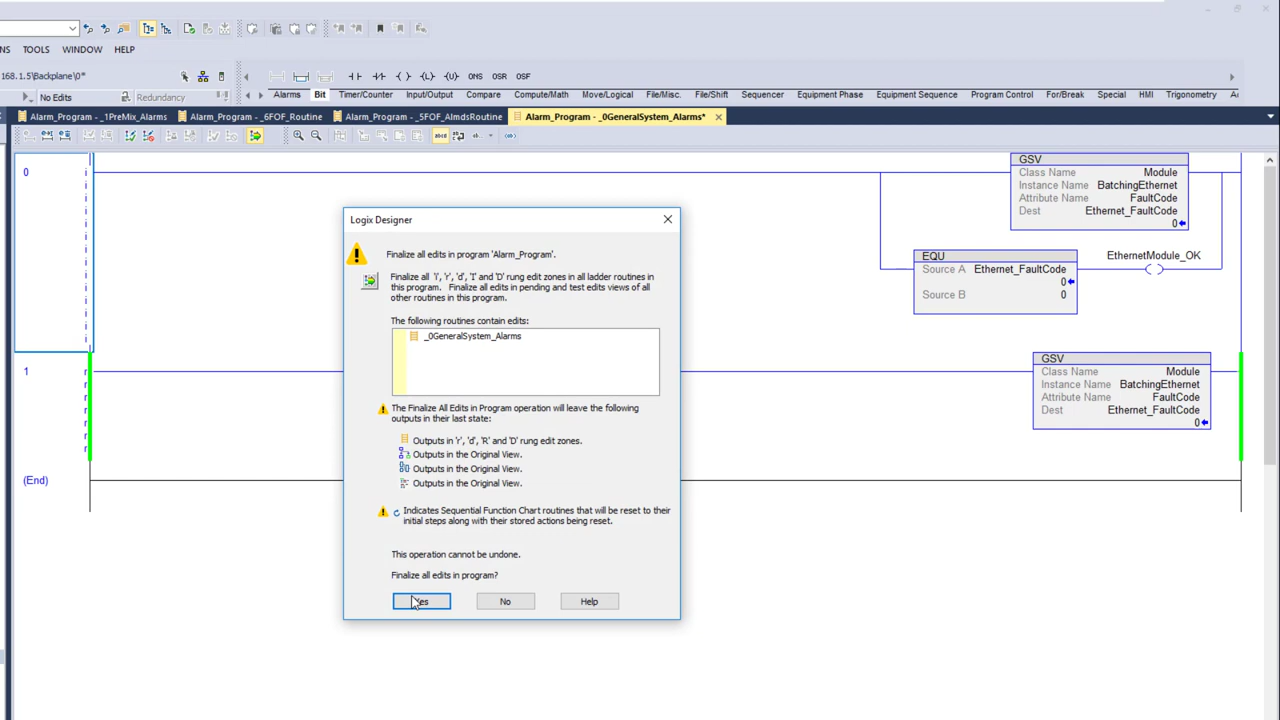 NS TOOLS WINDOW HELP
168.1.5\Backplane\0*
(L) (U) ONS OSR OSF
No Edits Redundancy
Alarms Bit Timer/Counter Input/Output Compare Compute/Math Move/Logical File/Misc. File/Shift Sequencer Equipment Phase Equipment Sequence Program Control For/Break Special HMI Trigonometry
Alarm_Program - _1PreMix_Alarms Alarm_Program - _6FOF_Routine Alarm_Program - _5FOF_AlmdsRoutine Alarm_Program - _0GeneralSystem_Alarms*
0
i
i
i
i
i
i
i
i
i
i
i
i
i
i
GSV
Class Name Module
Instance Name BatchingEthernet
Attribute Name FaultCode
Dest Ethernet_FaultCode
0
EQU
Source A Ethernet_FaultCode
0
Source B 0
EthernetModule_OK
1
r
r
r
r
r
r
r
GSV
Class Name Module
Instance Name BatchingEthernet
Attribute Name FaultCode
Dest Ethernet_FaultCode
0
(End)
Logix Designer
Finalize all edits in program 'Alarm_Program'.
Finalize all 'i', 'r', 'd', 'I' and 'D' rung edit zones in all ladder routines in
this program. Finalize all edits in pending and test edits views of all
other routines in this program.
The following routines contain edits:
_0GeneralSystem_Alarms
The Finalize All Edits in Program operation will leave the following
outputs in their last state:
Outputs in 'r', 'd', 'R' and 'D' rung edit zones.
Outputs in the Original View.
Outputs in the Original View.
Outputs in the Original View.
Indicates Sequential Function Chart routines that will be reset to their
initial steps along with their stored actions being reset.
This operation cannot be undone.
Finalize all edits in program?
Yes No Help